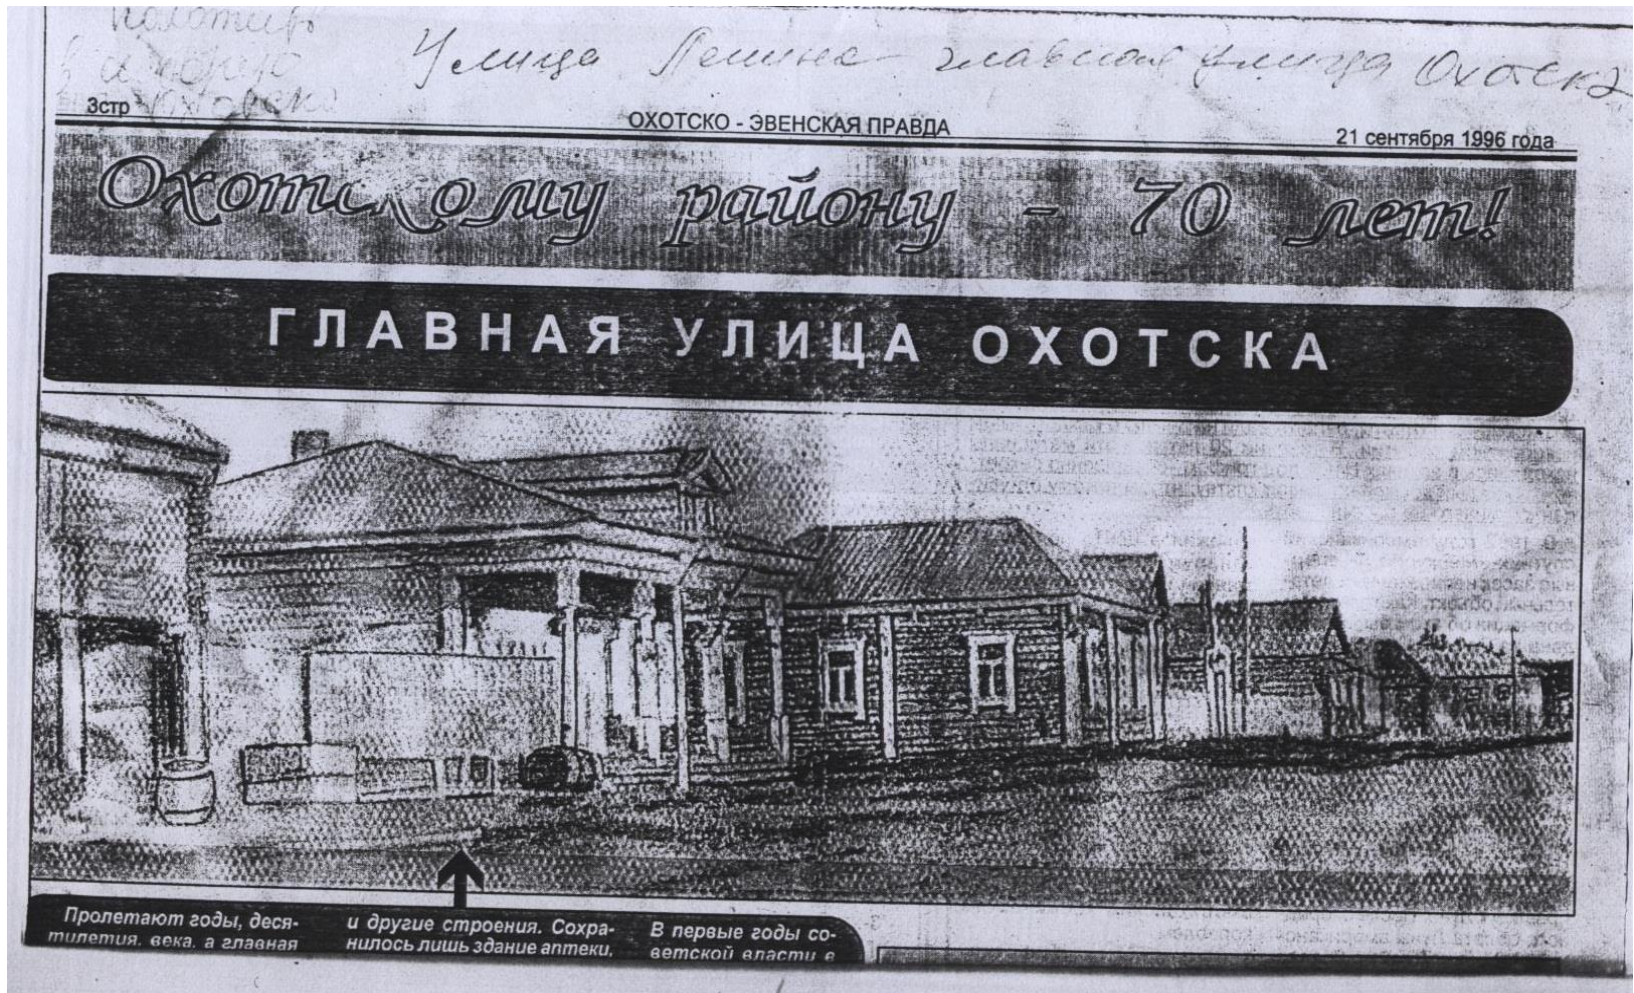 Улица Ленина - главная улица Охотска
3стр
ОХОТСКО - ЭВЕНСКАЯ ПРАВДА
21 сентября 1996 года
Охотскому району - 70 лет!
ГЛАВНАЯ УЛИЦА ОХОТСКА
Пролетают годы, деся-
тилетия, века, а главная
и другие строения. Сохра-
нилось лишь здание аптеки,
В первые годы со-
ветской власти в